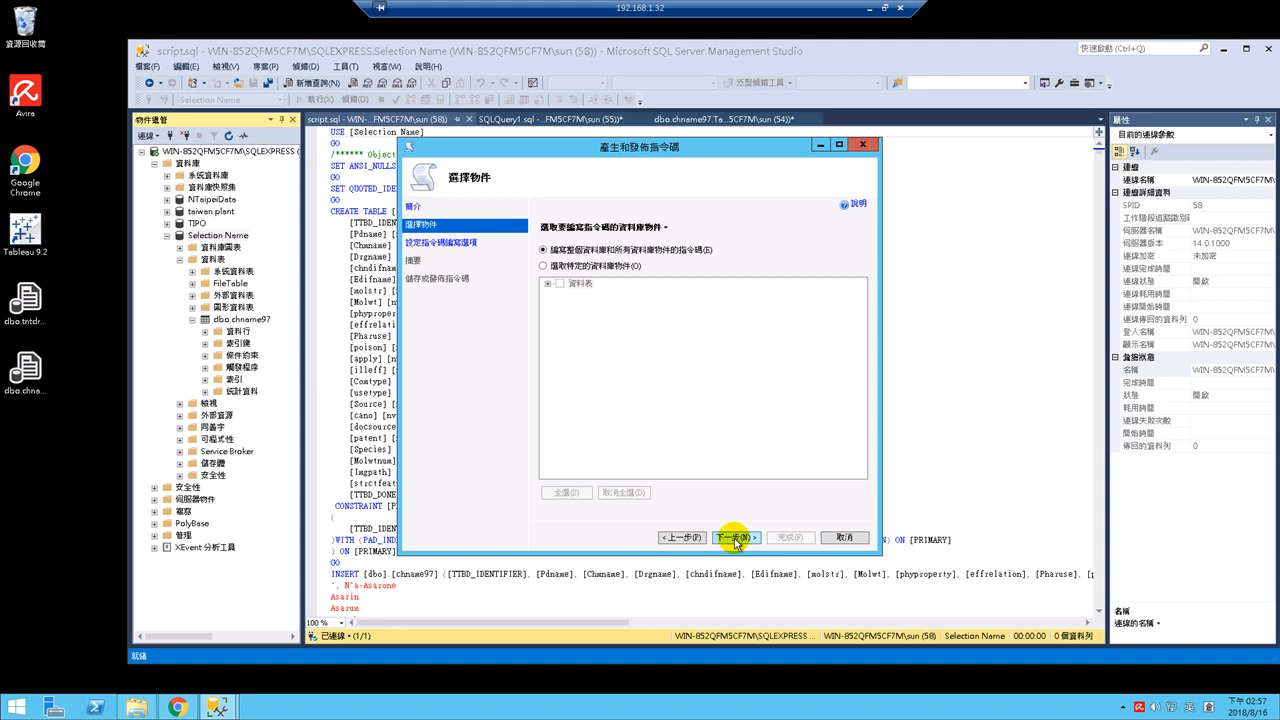 192.168.1.32
資源回收筒
Avira
Google
Chrome
Tableau 9.2
dbo.tntdr...
dbo.chna...
script.sql - WIN-852QFM5CF7M\SQLEXPRESS.Selection Name (WIN-852QFM5CF7M\sun (58)) - Microsoft SQL Server Management Studio
快速啟動 (Ctrl+Q)
檔案(F) 編輯(E) 檢視(V) 專案(P) 偵錯(D) 工具(T) 視窗(W) 說明(H)
新增查詢(N)
泛型偵錯工具
Selection Name
執行(X) 偵錯(D)
物件總管
連線
WIN-852QFM5CF7M\SQLEXPRESS (
資料庫
系統資料庫
資料庫快照集
NTaipeiData
taiwan plant
TIPO
Selection Name
資料庫圖表
資料表
系統資料表
FileTable
外部資料表
圖形資料表
dbo.chname97
資料行
索引鍵
條件約束
觸發程序
索引
統計資料
檢視
外部資源
同義字
可程式性
Service Broker
儲存體
安全性
安全性
伺服器物件
複寫
PolyBase
管理
XEvent 分析工具
script.sql - WIN-...FM5CF7M\sun (58))
SQLQuery1.sql -...FM5CF7M\sun (55))*
dbo.chname97.Ta...5CF7M\sun (54))*
USE [Selection Name]
GO
/****** Objec
SET ANSI_NULLS
GO
SET QUOTED_IDE
GO
CREATE TABLE [
[TTBD_IDEN
[Pdname] [
[Chmname]
[Drgname]
[chndifnam
[Edifname]
[molstr] [
[Molwt] [n
[phyproper
[effrelati
[Pharuse]
[poison] [
[apply] [n
[illeff] [
[Comtype]
[usetype]
[Source] [
[cano] [nv
[docsource
[patent] [
[Species]
[Molwtnum]
[Imgpath]
[strctfeat
[TTBD_DONE
CONSTRAINT [P
(
[TTBD_IDEN
)WITH (PAD_IND
N) ON [PRIMARY]
) ON [PRIMARY]
GO
INSERT [dbo].[chname97] ([TTBD_IDENTIFIER], [Pdname], [Chmname], [Drgname], [chndifname], [Edifname], [molstr], [Molwt], [phyproperty], [effrelation], [Pharuse], [p
', N'a-Asarone
Asarin
Asarum
100 %
已連線。(1/1)
WIN-852QFM5CF7M\SQLEXPRESS ...
WIN-852QFM5CF7M\sun (58)
Selection Name
00:00:00
0 個資料列
就緒
產生和發佈指令碼
選擇物件
簡介
選擇物件
設定指令碼編寫選項
摘要
儲存或發佈指令碼
說明
選取要編寫指令碼的資料庫物件。
編寫整個資料庫和所有資料庫物件的指令碼(E)
選取特定的資料庫物件(O)
資料表
全選(S)
取消全選(D)
< 上一步(P)
下一步(N) >
完成(F)
取消
屬性
目前的連線參數
連線
連線名稱 WIN-852QFM5CF7M\
連線詳細資料
SPID 58
工作階段追蹤識別
伺服器版本 14.0.1000
連線加密 未加密
連線完成時間
連線狀態 開啟
連線耗用時間
連線開始時間
連線傳回的資料列 0
登入名稱 WIN-852QFM5CF7M\
顯示名稱 WIN-852QFM5CF7M\
彙總狀態
名稱 WIN-852QFM5CF7M\
完成時間
狀態 開啟
耗用時間
連線失敗次數
開始時間
傳回的資料列 0
名稱
連線的名稱。
下午 02:57
2018/8/16